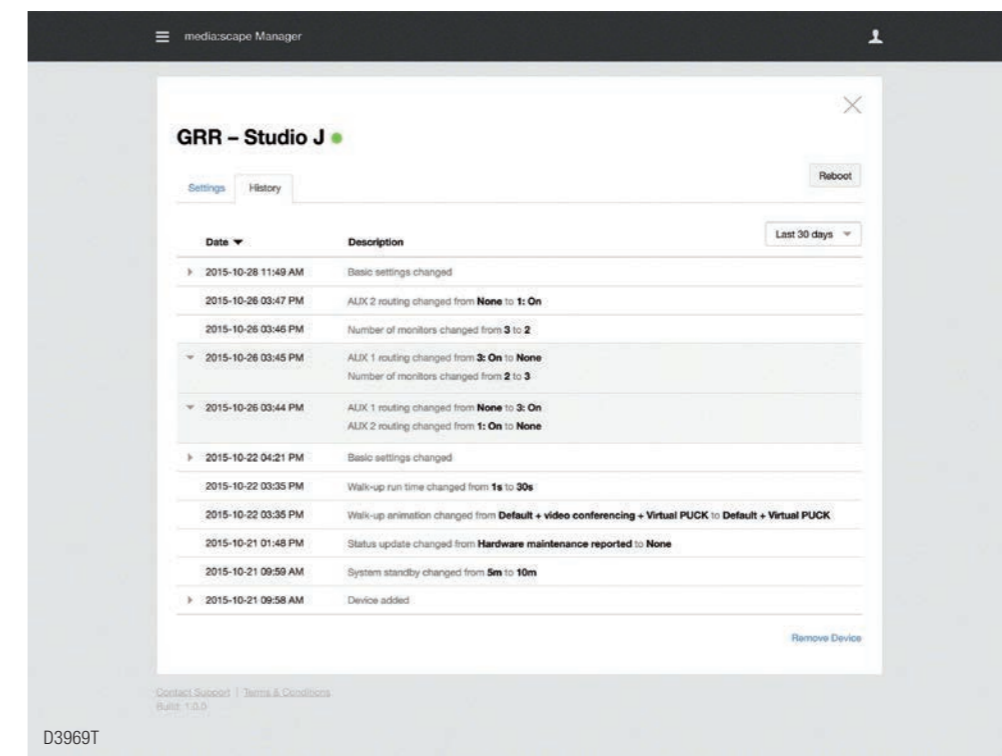 media:scape Manager
GRR – Studio J
Reboot
Settings History
Last 30 days
Date Description
2015-10-28 11:49 AM Basic settings changed
2015-10-26 03:47 PM AUX 2 routing changed from None to 1: On
2015-10-26 03:46 PM Number of monitors changed from 3 to 2
2015-10-26 03:45 PM AUX 1 routing changed from 3: On to None
Number of monitors changed from 2 to 3
2015-10-26 03:44 PM AUX 1 routing changed from None to 3: On
AUX 2 routing changed from 1: On to None
2015-10-22 04:21 PM Basic settings changed
2015-10-22 03:35 PM Walk-up run time changed from 1s to 30s
2015-10-22 03:35 PM Walk-up animation changed from Default + video conferencing + Virtual PUCK to Default + Virtual PUCK
2015-10-21 01:48 PM Status update changed from Hardware maintenance reported to None
2015-10-21 09:59 AM System standby changed from 5m to 10m
2015-10-21 09:58 AM Device added
Remove Device
Contact Support | Terms & Conditions
Build: 1.0.0
D3969T